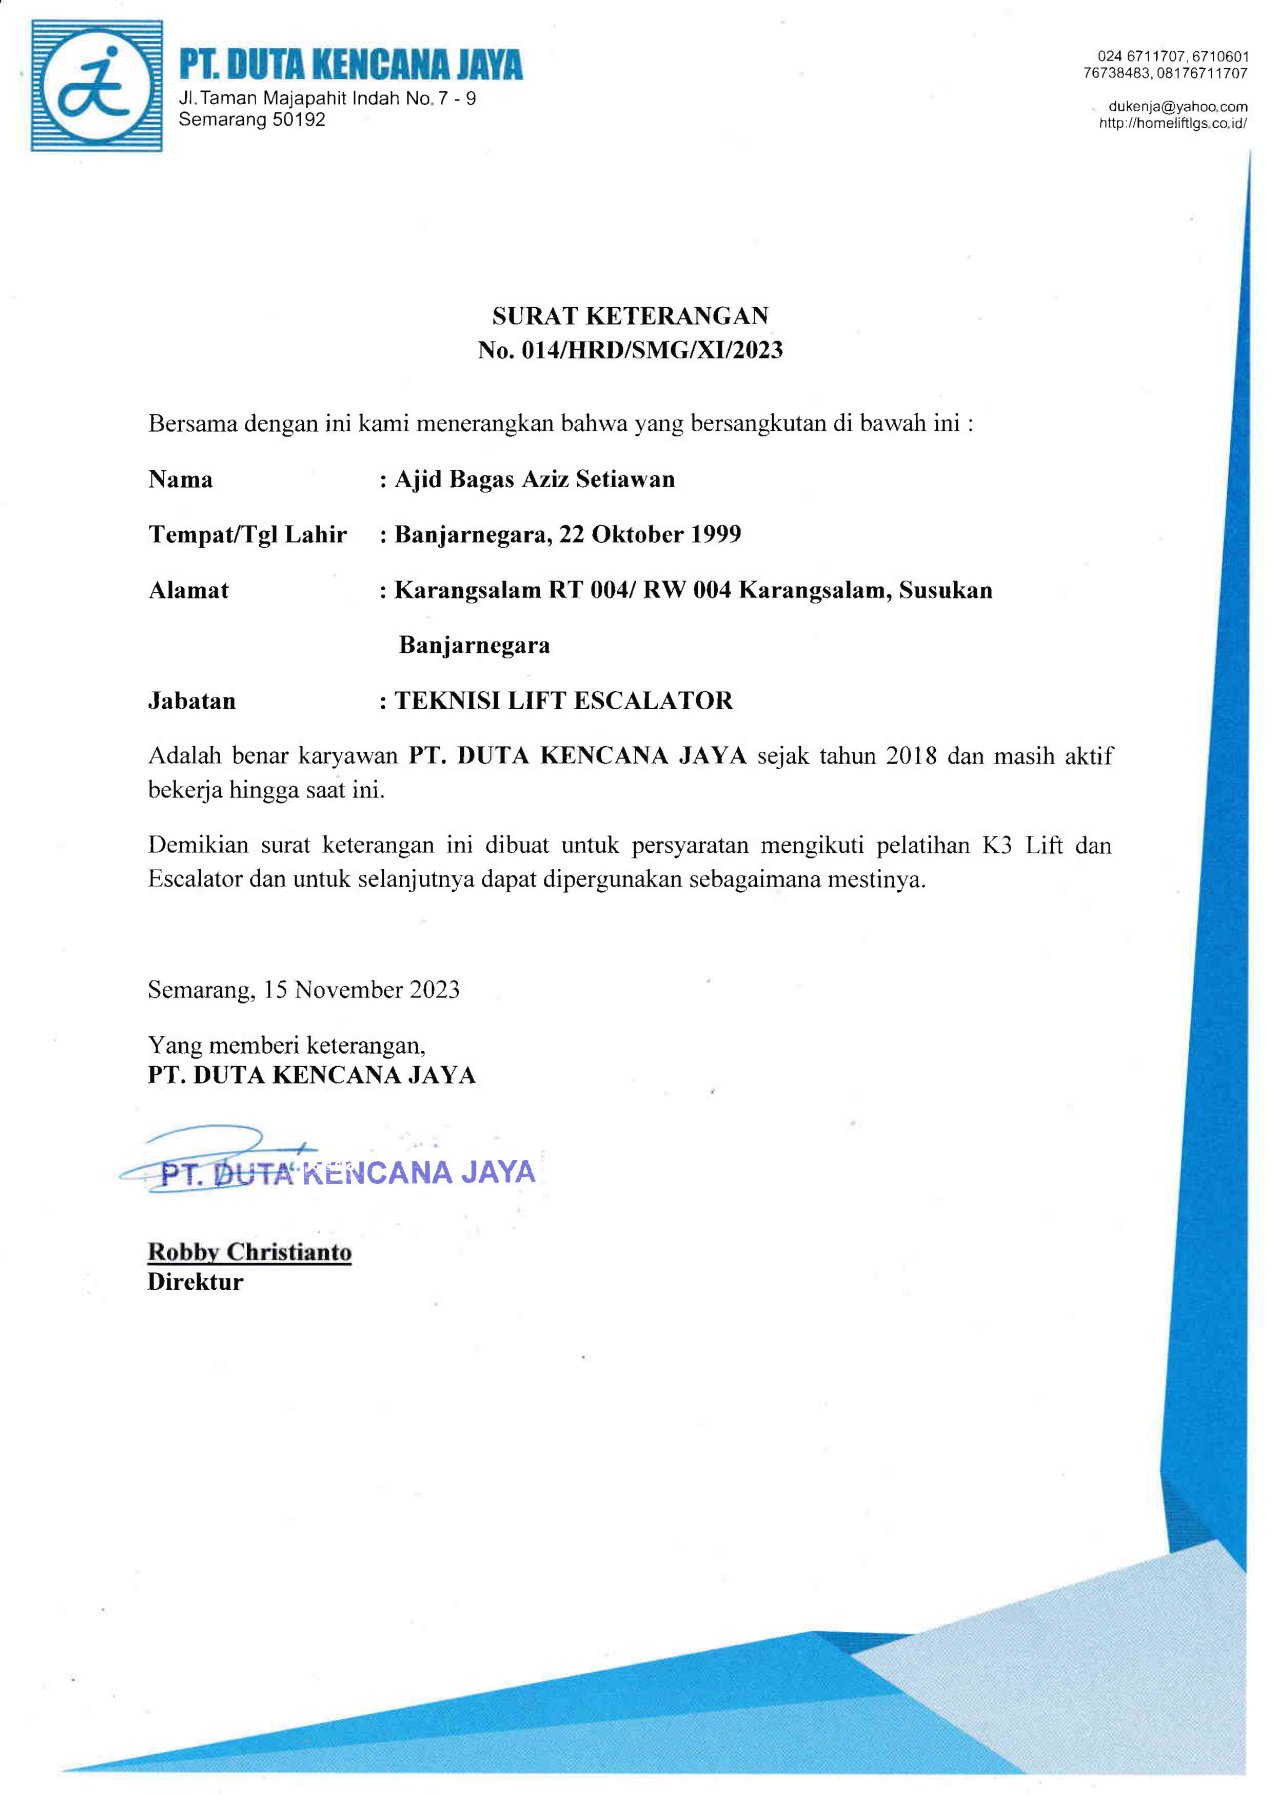 PT. DUTA KENCANA JAYA
Jl. Taman Majapahit Indah No. 7 - 9
Semarang 50192
024 6711707, 6710601
76738483, 08176711707
dukenja@yahoo.com
http://homeliftlgs.co.id/
SURAT KETERANGAN
No. 014/HRD/SMG/XI/2023
Bersama dengan ini kami menerangkan bahwa yang bersangkutan di bawah ini :
Nama : Ajid Bagas Aziz Setiawan
Tempat/Tgl Lahir : Banjarnegara, 22 Oktober 1999
Alamat : Karangsalam RT 004/ RW 004 Karangsalam, Susukan
Banjarnegara
Jabatan : TEKNISI LIFT ESCALATOR
Adalah benar karyawan PT. DUTA KENCANA JAYA sejak tahun 2018 dan masih aktif
bekerja hingga saat ini.
Demikian surat keterangan ini dibuat untuk persyaratan mengikuti pelatihan K3 Lift dan
Escalator dan untuk selanjutnya dapat dipergunakan sebagaimana mestinya.
Semarang, 15 November 2023
Yang memberi keterangan,
PT. DUTA KENCANA JAYA
PT. DUTA KENCANA JAYA
Robby Christianto
Direktur